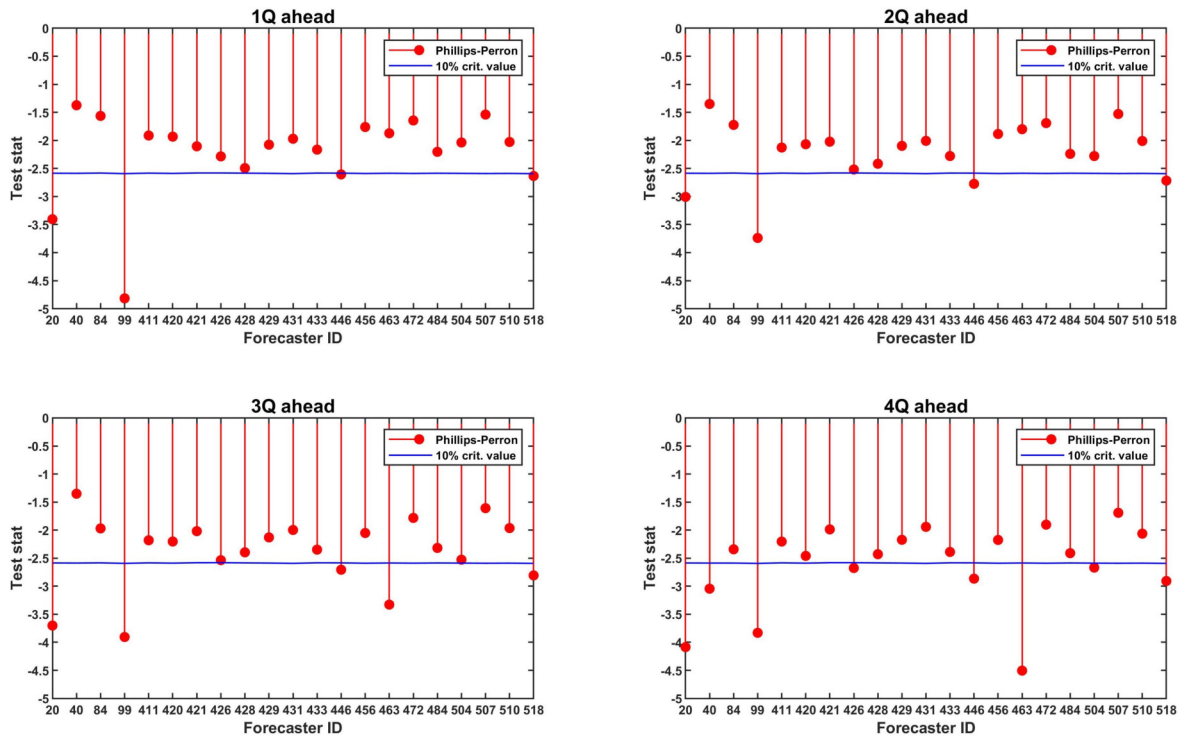 1Q ahead
0
-0.5
-1
-1.5
-2
-2.5
-3
-3.5
-4
-4.5
-5
Test stat
Phillips-Perron
10% crit. value
20 40 84 99 411 420 421 426 428 429 431 433 446 456 463 472 484 504 507 510 518
Forecaster ID
2Q ahead
0
-0.5
-1
-1.5
-2
-2.5
-3
-3.5
-4
-4.5
-5
Test stat
Phillips-Perron
10% crit. value
20 40 84 99 411 420 421 426 428 429 431 433 446 456 463 472 484 504 507 510 518
Forecaster ID
3Q ahead
0
-0.5
-1
-1.5
-2
-2.5
-3
-3.5
-4
-4.5
-5
Test stat
Phillips-Perron
10% crit. value
20 40 84 99 411 420 421 426 428 429 431 433 446 456 463 472 484 504 507 510 518
Forecaster ID
4Q ahead
0
-0.5
-1
-1.5
-2
-2.5
-3
-3.5
-4
-4.5
-5
Test stat
Phillips-Perron
10% crit. value
20 40 84 99 411 420 421 426 428 429 431 433 446 456 463 472 484 504 507 510 518
Forecaster ID